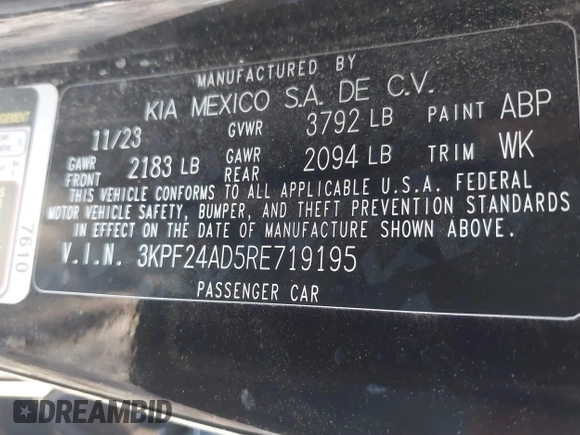 MANUFACTURED BY
KIA MEXICO S.A. DE C.V.
11/23 GVWR 3792 LB PAINT ABP
GAWR FRONT 2183 LB GAWR REAR 2094 LB TRIM WK
THIS VEHICLE CONFORMS TO ALL APPLICABLE U.S.A. FEDERAL
MOTOR VEHICLE SAFETY, BUMPER, AND THEFT PREVENTION STANDARDS
IN EFFECT ON THE DATE OF MANUFACTURE SHOWN ABOVE.
V.I.N. 3KPF24AD5RE719195
PASSENGER CAR
7610
DREAMBID